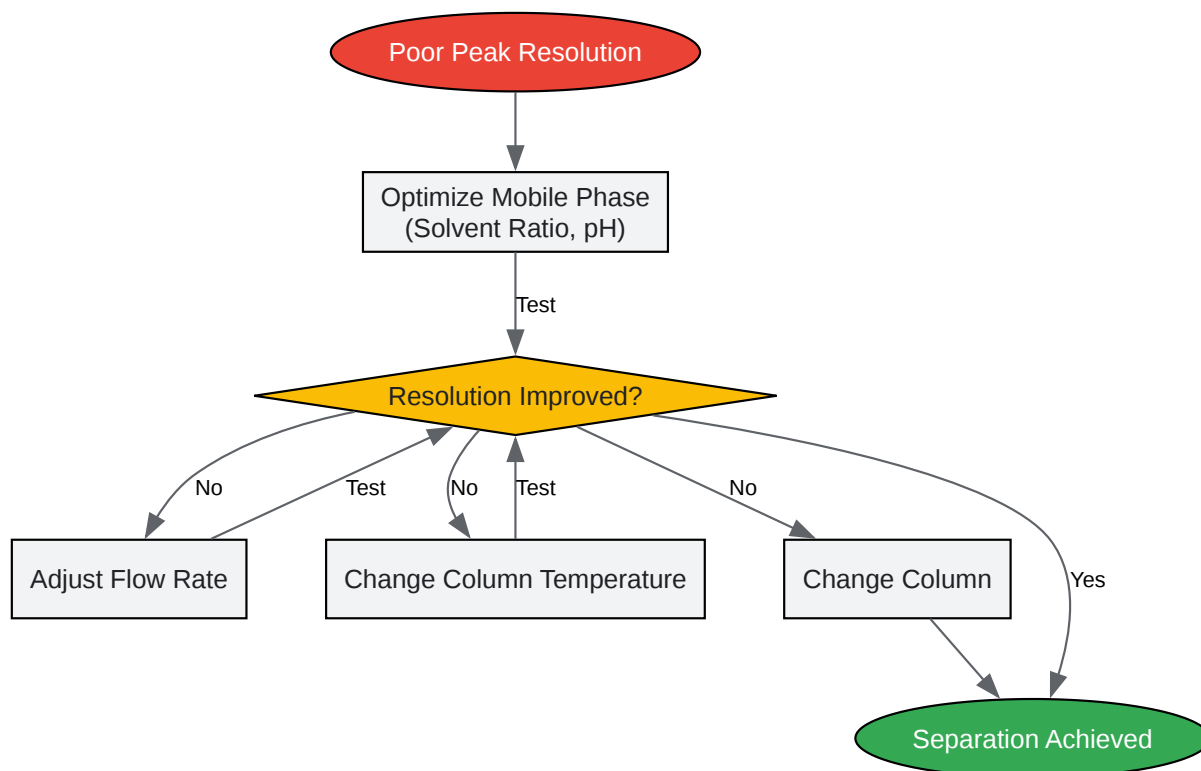 Poor Peak Resolution
Optimize Mobile Phase
(Solvent Ratio, pH)
Test
Resolution Improved?
No
Test
No
Test
No
Yes
Adjust Flow Rate
Change Column Temperature
Change Column
Separation Achieved